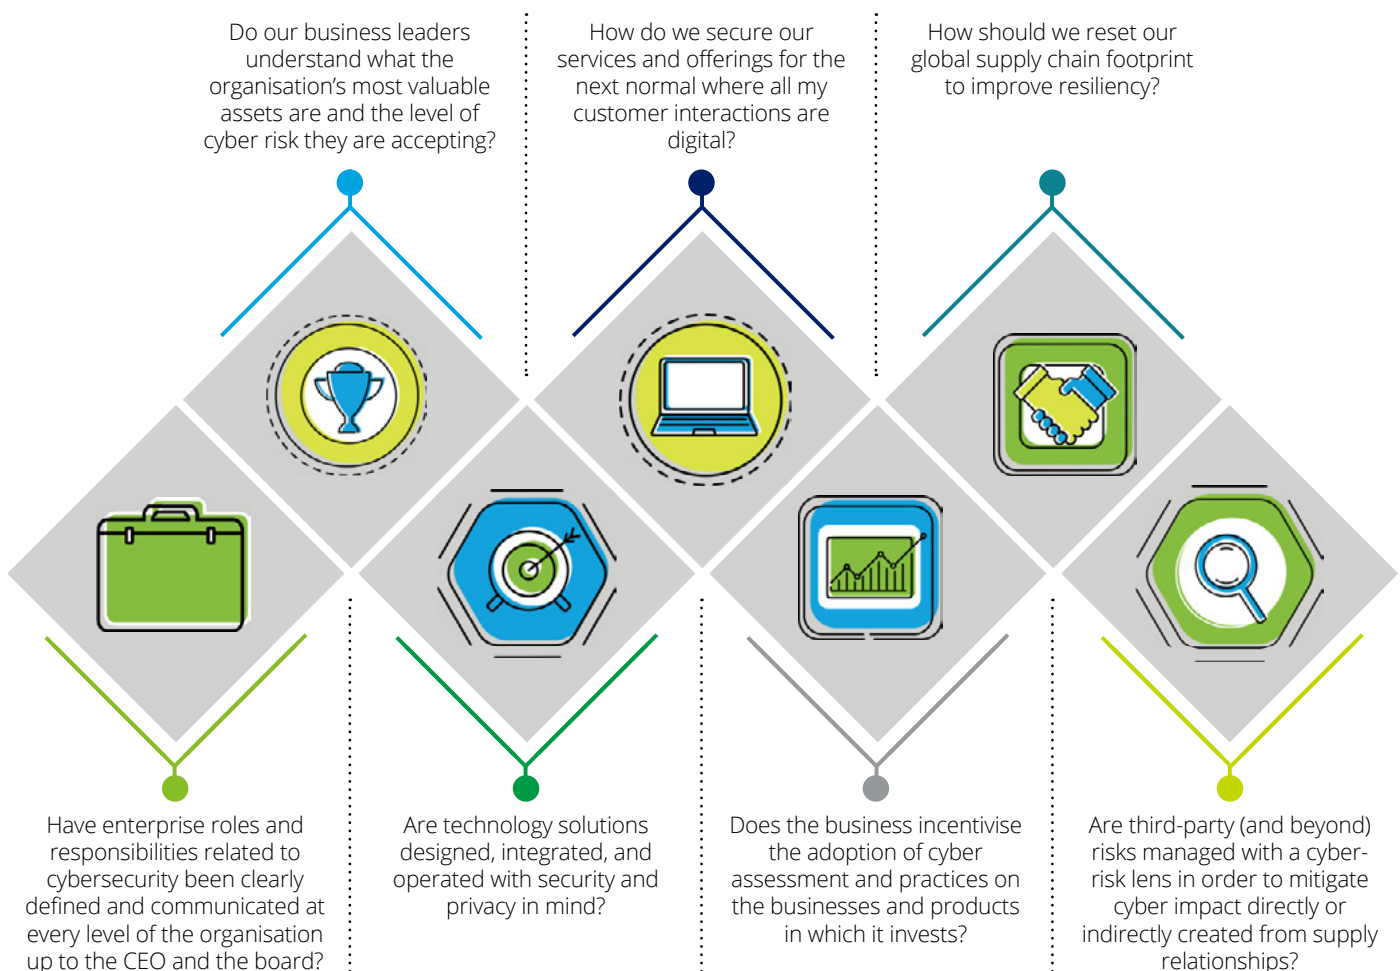 Do our business leaders
understand what the
organisation’s most valuable
assets are and the level of
cyber risk they are accepting?
How do we secure our
services and offerings for the
next normal where all my
customer interactions are
digital?
How should we reset our
global supply chain footprint
to improve resiliency?
Have enterprise roles and
responsibilities related to
cybersecurity been clearly
defined and communicated at
every level of the organisation
up to the CEO and the board?
Are technology solutions
designed, integrated, and
operated with security and
privacy in mind?
Does the business incentivise
the adoption of cyber
assessment and practices on
the businesses and products
in which it invests?
Are third-party (and beyond)
risks managed with a cyber-
risk lens in order to mitigate
cyber impact directly or
indirectly created from supply
relationships?